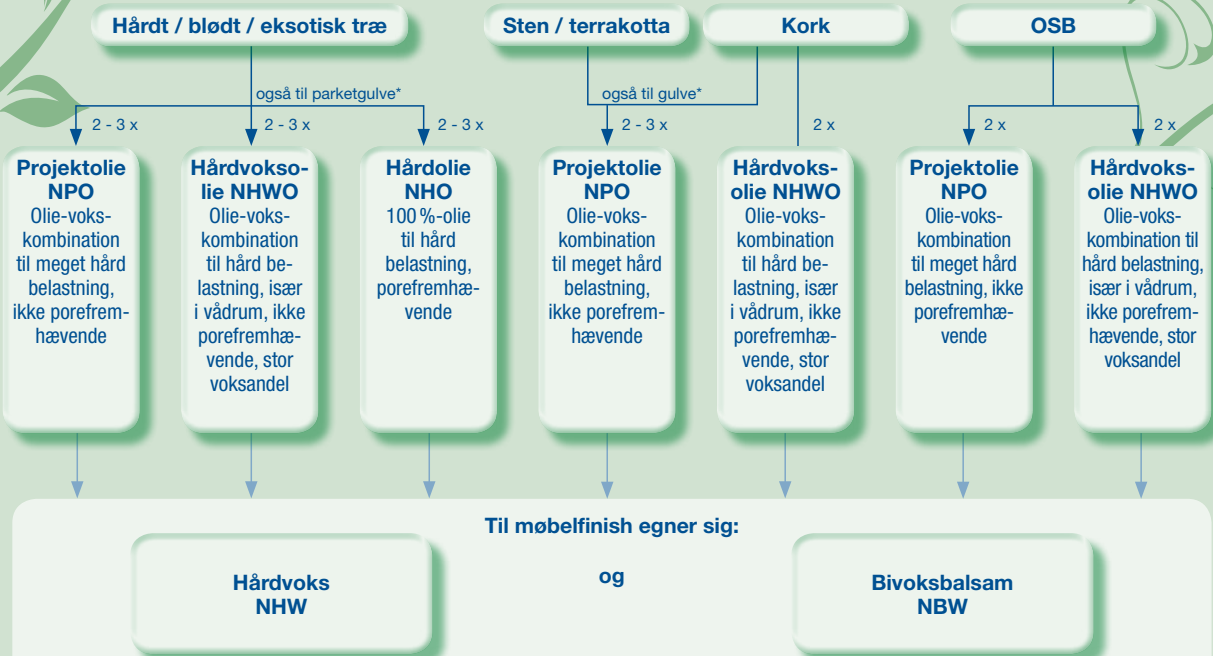 Hårdt / blødt / eksotisk træ
Sten / terrakotta
Kork
OSB
også til parketgulve*
også til gulve*
2 - 3 x
2 - 3 x
2 - 3 x
2 - 3 x
2 x
2 x
2 x
Projektolie
NPO
Olie-voks-
kombination
til meget hård
belastning,
ikke porefrem-
hævende
Hårdvokso-
lie NHWO
Olie-voks-
kombination
til hård be-
lastning, især
i vådrum, ikke
porefremhæ-
vende, stor
voksandel
Hårdolie
NHO
100 %-olie
til hård
belastning,
porefremhæ-
vende
Projektolie
NPO
Olie-voks-
kombination
til meget hård
belastning,
ikke porefrem-
hævende
Hårdvoks-
olie NHWO
Olie-voks-
kombination
til hård be-
lastning, især
i vådrum, ikke
porefremhæ-
vende, stor
voksandel
Projektolie
NPO
Olie-voks-
kombination
til meget hård
belastning, ikke
porefremhæ-
vende
Hårdvoks-
olie NHWO
Olie-voks-
kombination til
hård belastning,
især i vådrum,
ikke porefrem-
hævende, stor
voksandel
Til møbelfinish egner sig:
Hårdvoks
NHW
og
Bivoksbalsam
NBW